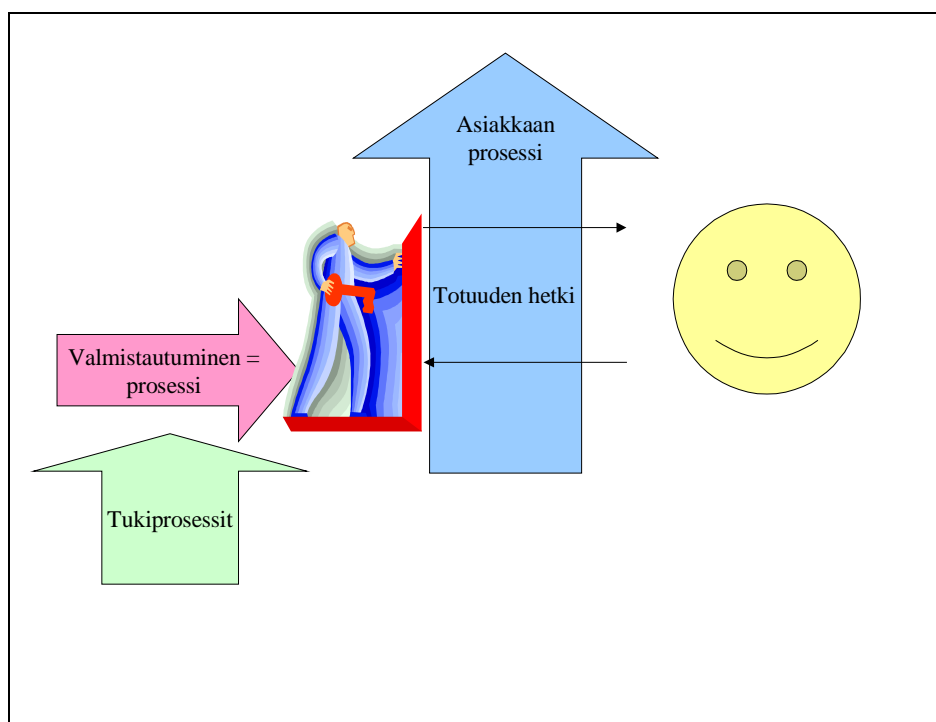 Asiakkaan
prosessi
Totuuden hetki
Valmistautuminen =
prosessi
Tukiprosessit